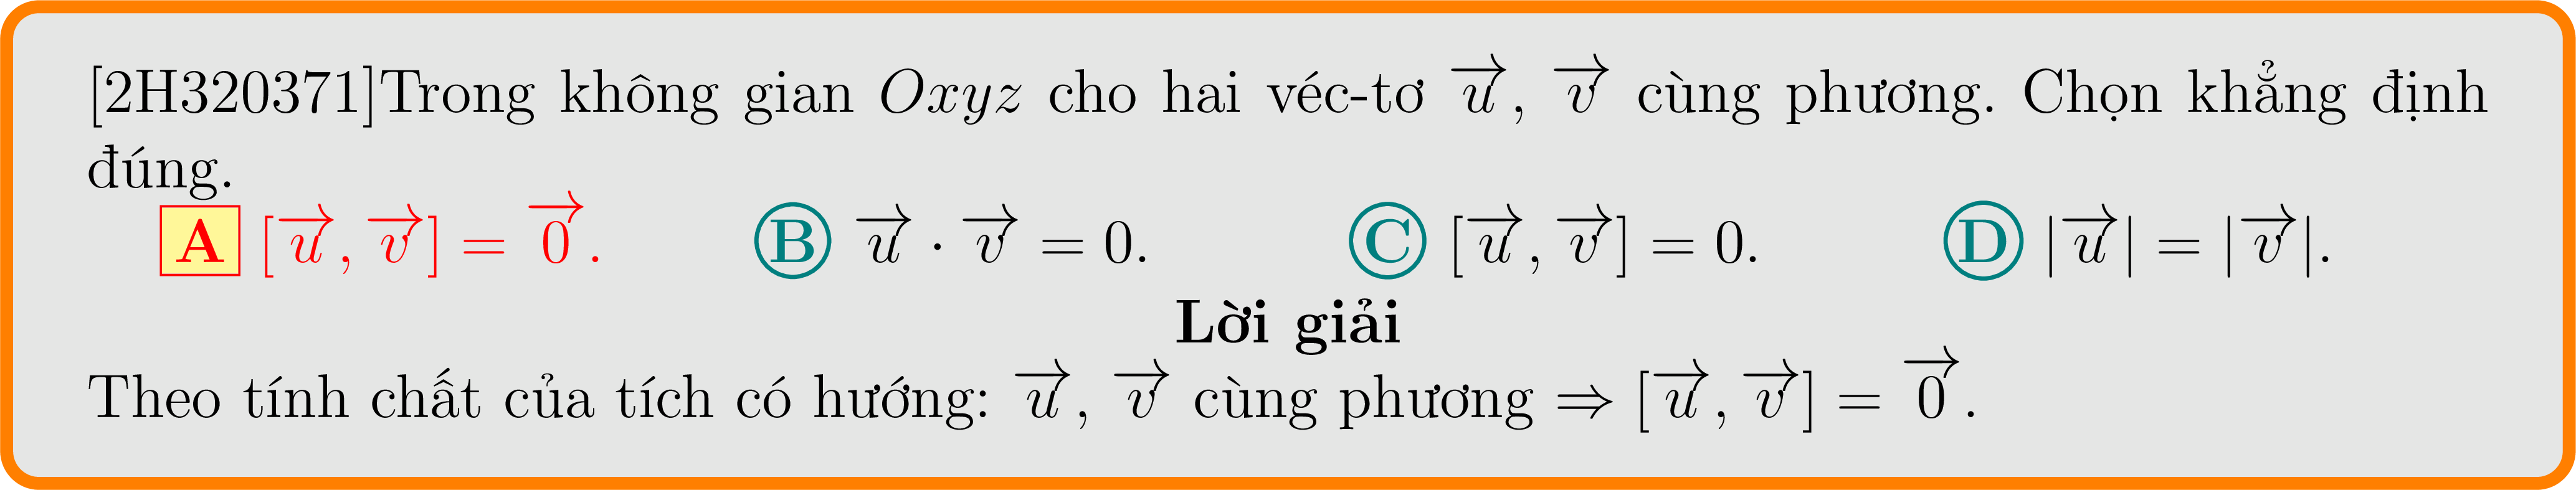 [2H320371]Trong không gian Oxyz cho hai véc-tơ $\overrightarrow{u}$, $\overrightarrow{v}$ cùng phương. Chọn khẳng định
đúng.
A $[\overrightarrow{u}, \overrightarrow{v}] = \overrightarrow{0}$. B $\overrightarrow{u} \cdot \overrightarrow{v} = 0$. C $[\overrightarrow{u}, \overrightarrow{v}] = 0$. D $|\overrightarrow{u}| = |\overrightarrow{v}|$.
Lời giải
Theo tính chất của tích có hướng: $\overrightarrow{u}$, $\overrightarrow{v}$ cùng phương $\Rightarrow [\overrightarrow{u}, \overrightarrow{v}] = \overrightarrow{0}$.